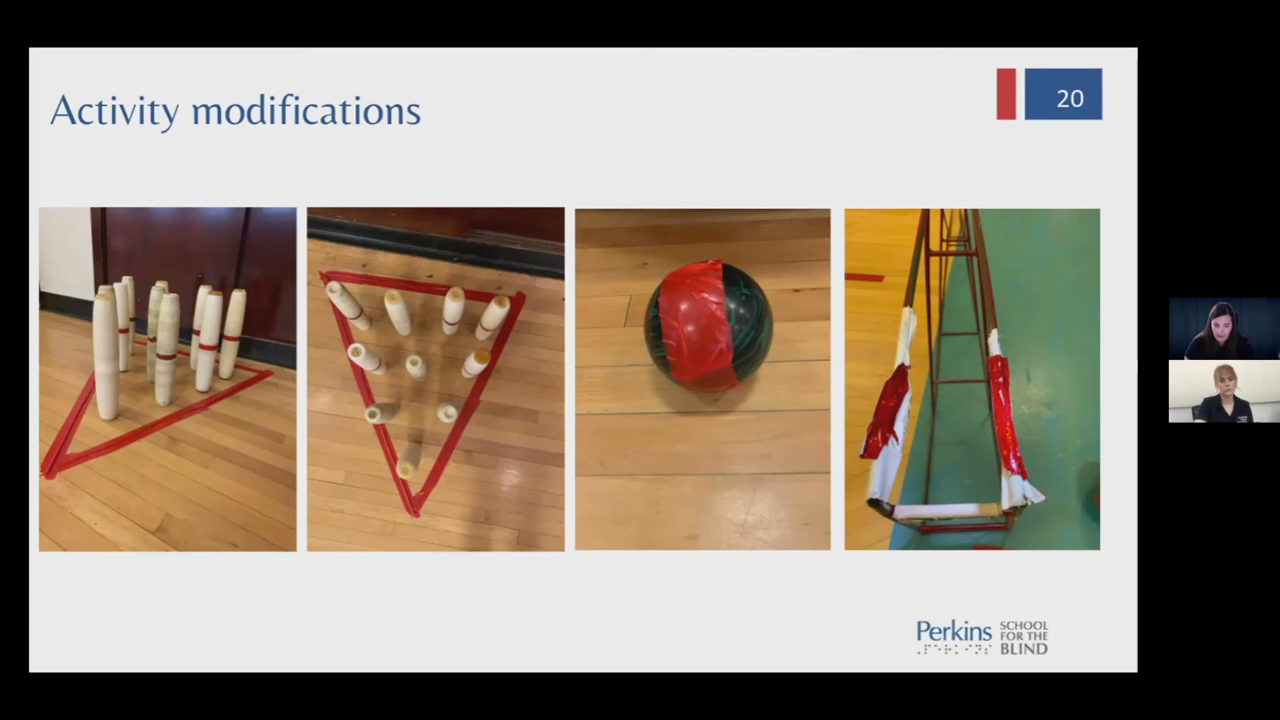 Activity modifications
20
Perkins
SCHOOL
FOR THE
BLIND